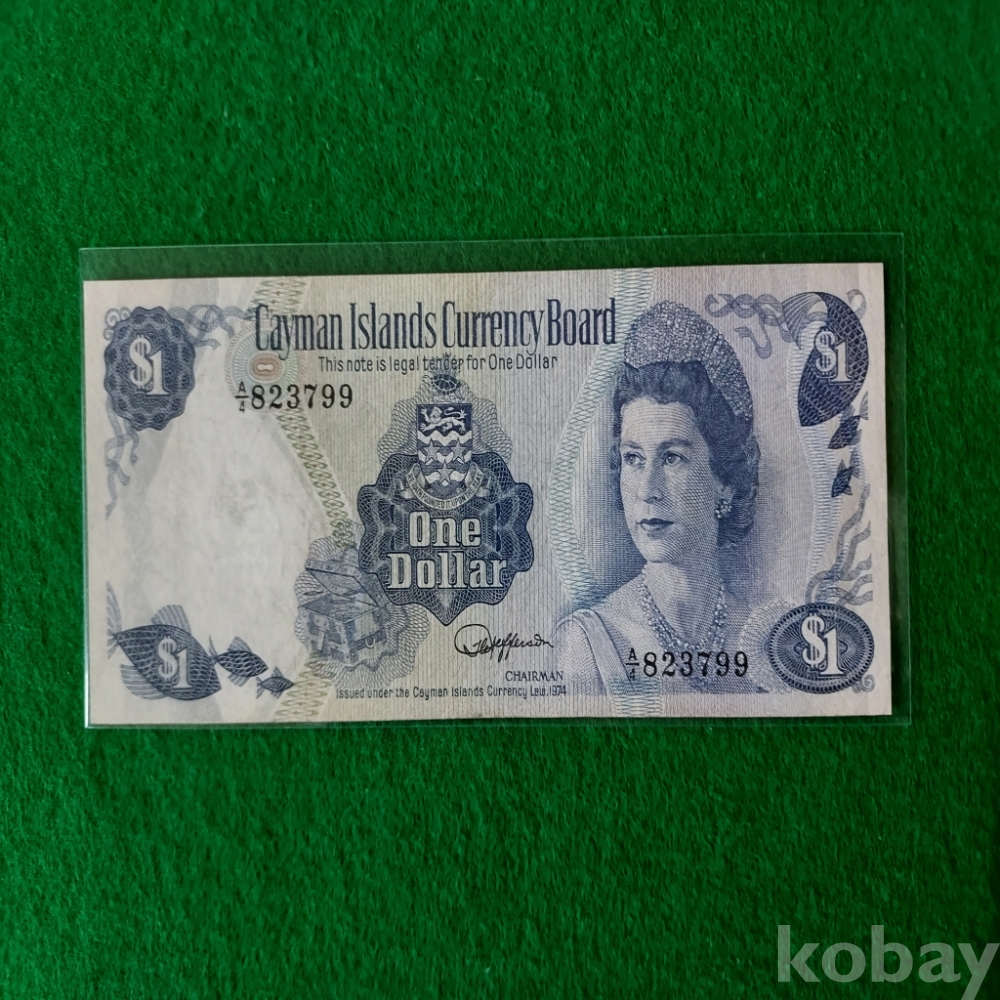 Cayman Islands Currency Board
This note is legal tender for One Dollar
$1
$1
A/4 823799
One
Dollar
CHAIRMAN
A/4 823799
Issued under the Cayman Islands Currency Law, 1974
$1
$1
kobay